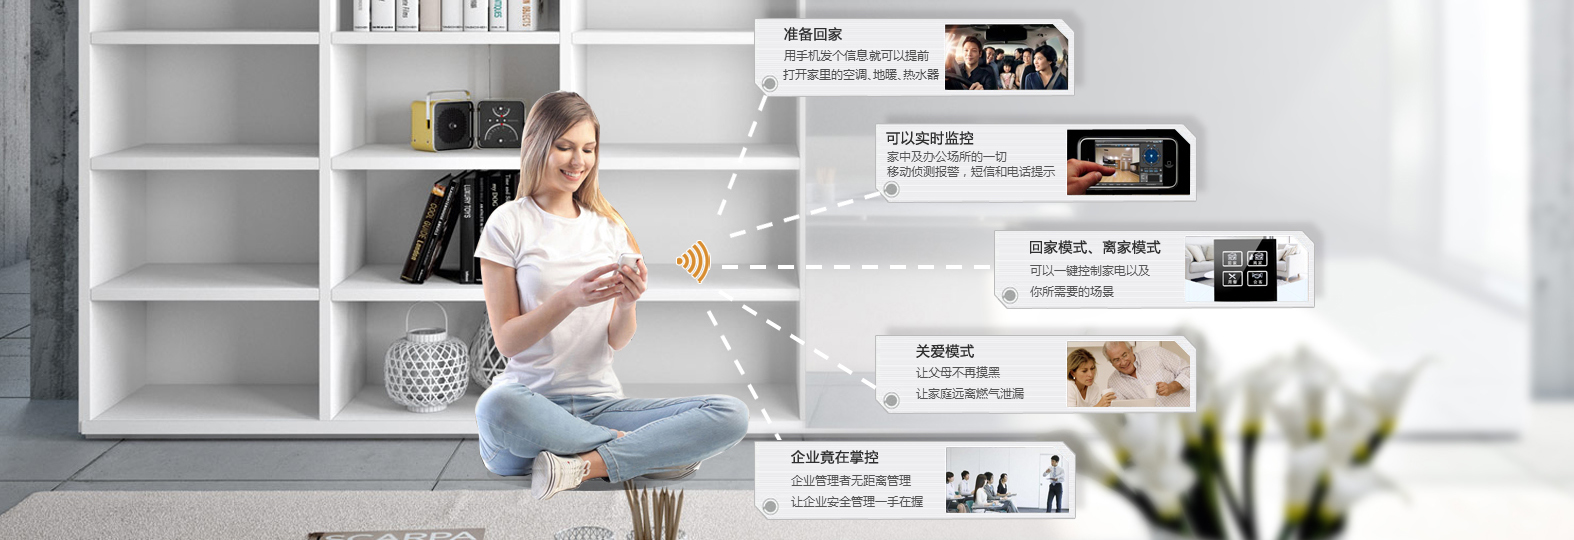 准备回家
用手机发个信息就可以提前
打开家里的空调、地暖、热水器
可以实时监控
家中及办公场所的一切
移动侦测报警，短信和电话提示
回家模式、离家模式
可以一键控制家电以及
你所需要的场景
关爱模式
让父母不再摸黑
让家庭远离燃气泄漏
企业竟在掌控
企业管理者无距离管理
让企业安全管理一手在握
COOL GUIDE London
LUXURY TOYS
SCARPA